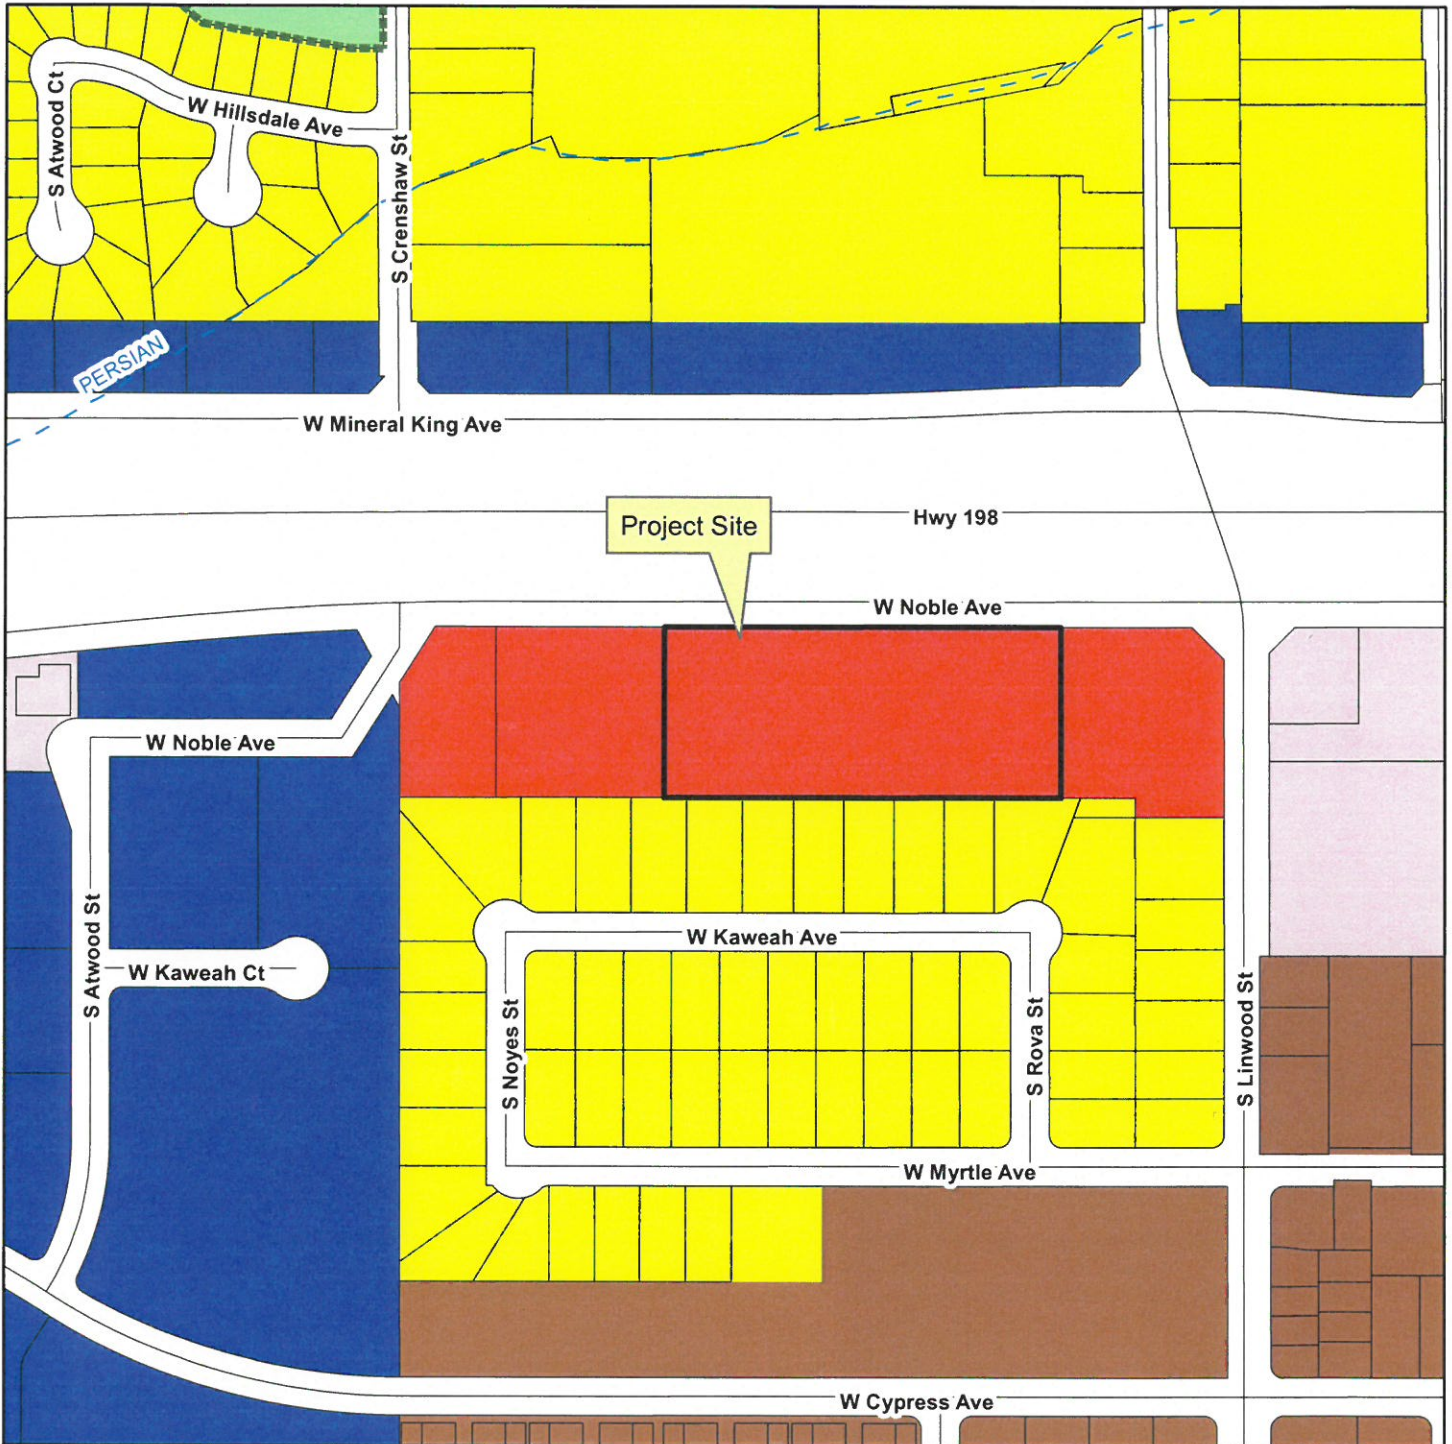 W Hillsdale Ave
S Atwood Ct
S Crenshaw St
PERSIAN
W Mineral King Ave
Project Site
Hwy 198
W Noble Ave
W Noble Ave
W Kaweah Ave
W Kaweah Ct
S Atwood St
S Noyes St
S Rova St
S Linwood St
W Myrtle Ave
W Cypress Ave